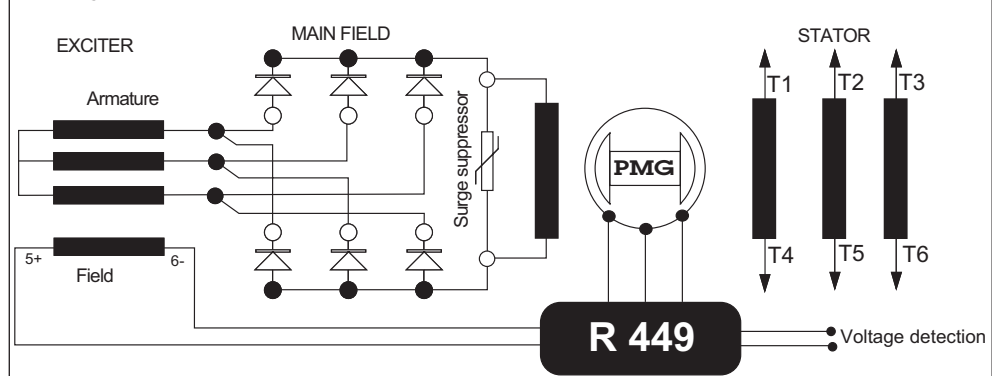 EXCITER
MAIN FIELD
STATOR
Armature
T1
T2
T3
Surge suppressor
PMG
5+
6-
Field
T4
T5
T6
R 449
Voltage detection